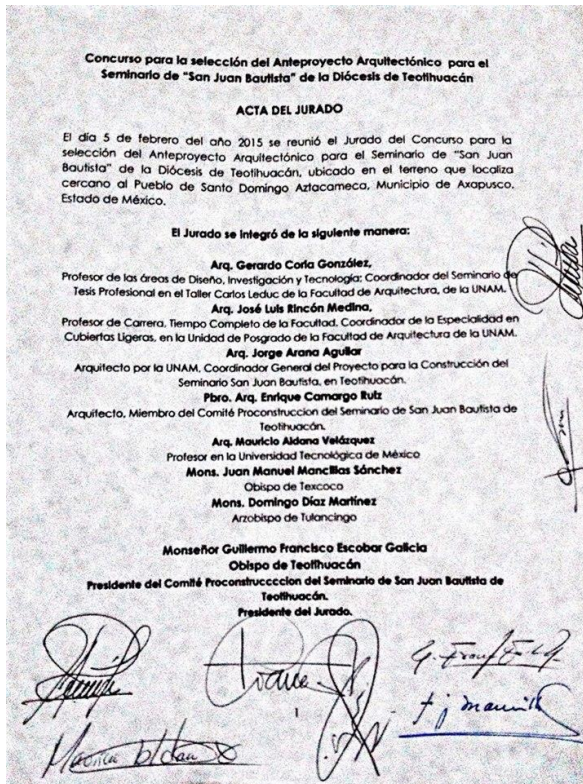 Concurso para la selección del Anteproyecto Arquitectónico para el
Seminario de "San Juan Bautista" de la Diócesis de Teotihuacán
ACTA DEL JURADO
El día 5 de febrero del año 2015 se reunió el Jurado del Concurso para la
selección del Anteproyecto Arquitectónico para el Seminario de "San Juan
Bautista" de la Diócesis de Teotihuacán, ubicado en el terreno que localiza
cercano al Pueblo de Santo Domingo Aztacameca, Municipio de Axapusco,
Estado de México.
El Jurado se integró de la siguiente manera:
Arq. Gerardo Coria González,
Profesor de las áreas de Diseño, Investigación y Tecnología; Coordinador del Seminario de
Tesis Profesional en el Taller Carlos Leduc de la Facultad de Arquitectura, de la UNAM.
Arq. José Luis Rincón Medina,
Profesor de Carrera, Tiempo Completo de la Facultad, Coordinador de la Especialidad en
Cubiertas Ligeras, en la Unidad de Posgrado de la Facultad de Arquitectura de la UNAM.
Arq. Jorge Arana Aguilar
Arquitecto por la UNAM, Coordinador General del Proyecto para la Construcción del
Seminario San Juan Bautista, en Teotihuacán.
Pbro. Arq. Enrique Camargo Ruiz
Arquitecto, Miembro del Comité Proconstruccion del Seminario de San Juan Bautista de
Teotihuacán.
Arq. Mauricio Aldana Velázquez
Profesor en la Universidad Tecnológica de México
Mons. Juan Manuel Mancillas Sánchez
Obispo de Texcoco
Mons. Domingo Díaz Martínez
Arzobispo de Tulancingo
Monseñor Guillermo Francisco Escobar Galicia
Obispo de Teotihuacán
Presidente del Comité Proconstrucccion del Seminario de San Juan Bautista de
Teotihuacán.
Presidente del Jurado.
1